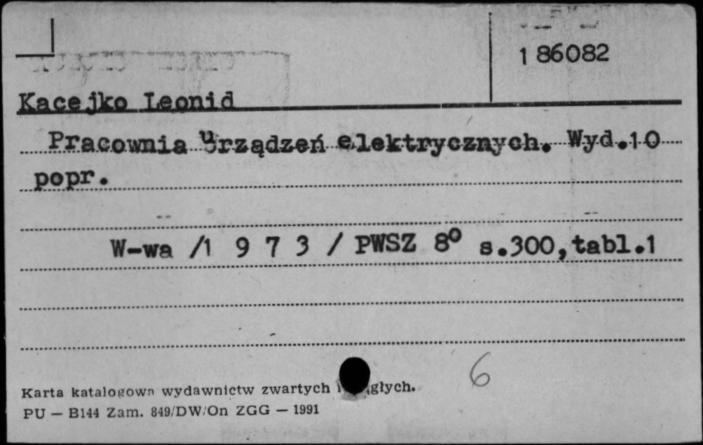 1 86082
Kacejko Leonid
Pracownia urządzeń elektrycznych. Wyd.10
popr.
W-wa /1 9 7 3 / PWSZ 8° s.300,tabl.1
6
Karta katalogowa wydawnictw zwartych i
PU — B144 Zam. 849/DW/On ZGG — 1991